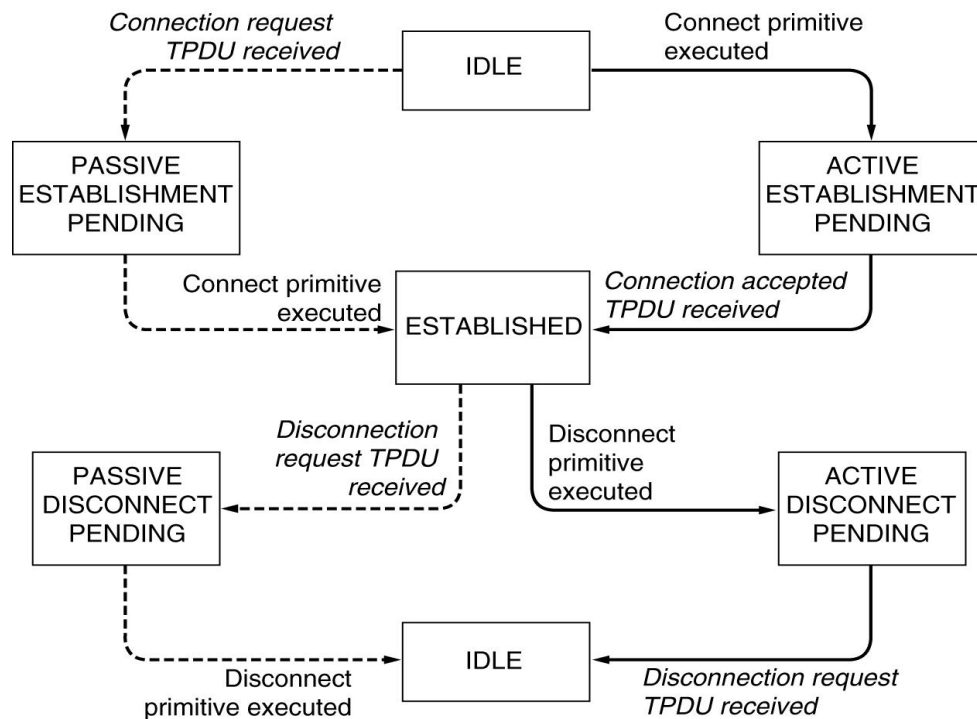 Connection request
TPDU received
IDLE
Connect primitive
executed
PASSIVE
ESTABLISHMENT
PENDING
ACTIVE
ESTABLISHMENT
PENDING
Connect primitive
executed
ESTABLISHED
Connection accepted
TPDU received
Disconnection
request TPDU
received
Disconnect
primitive
executed
PASSIVE
DISCONNECT
PENDING
ACTIVE
DISCONNECT
PENDING
Disconnect
primitive executed
IDLE
Disconnection request
TPDU received